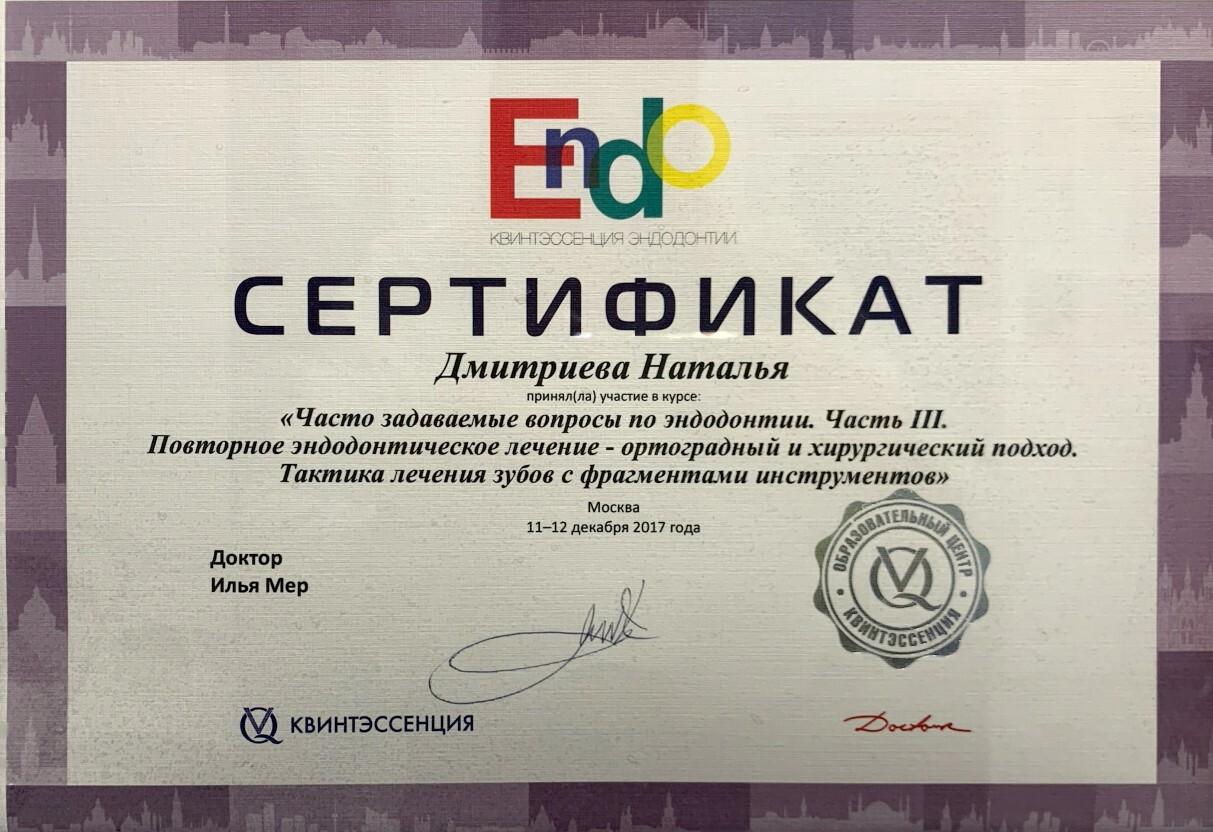 Endo
КВИНТЭССЕНЦИЯ ЭНДОДОНТИИ
СЕРТИФИКАТ
Дмитриева Наталья
принял(ла) участие в курсе:
«Часто задаваемые вопросы по эндодонтии. Часть III.
Повторное эндодонтическое лечение - ортоградный и хирургический подход.
Тактика лечения зубов с фрагментами инструментов»
Москва
11–12 декабря 2017 года
Доктор
Илья Мер
ОБРАЗОВАТЕЛЬНЫЙ ЦЕНТР
QV
• КВИНТЭССЕНЦИЯ •
QV КВИНТЭССЕНЦИЯ